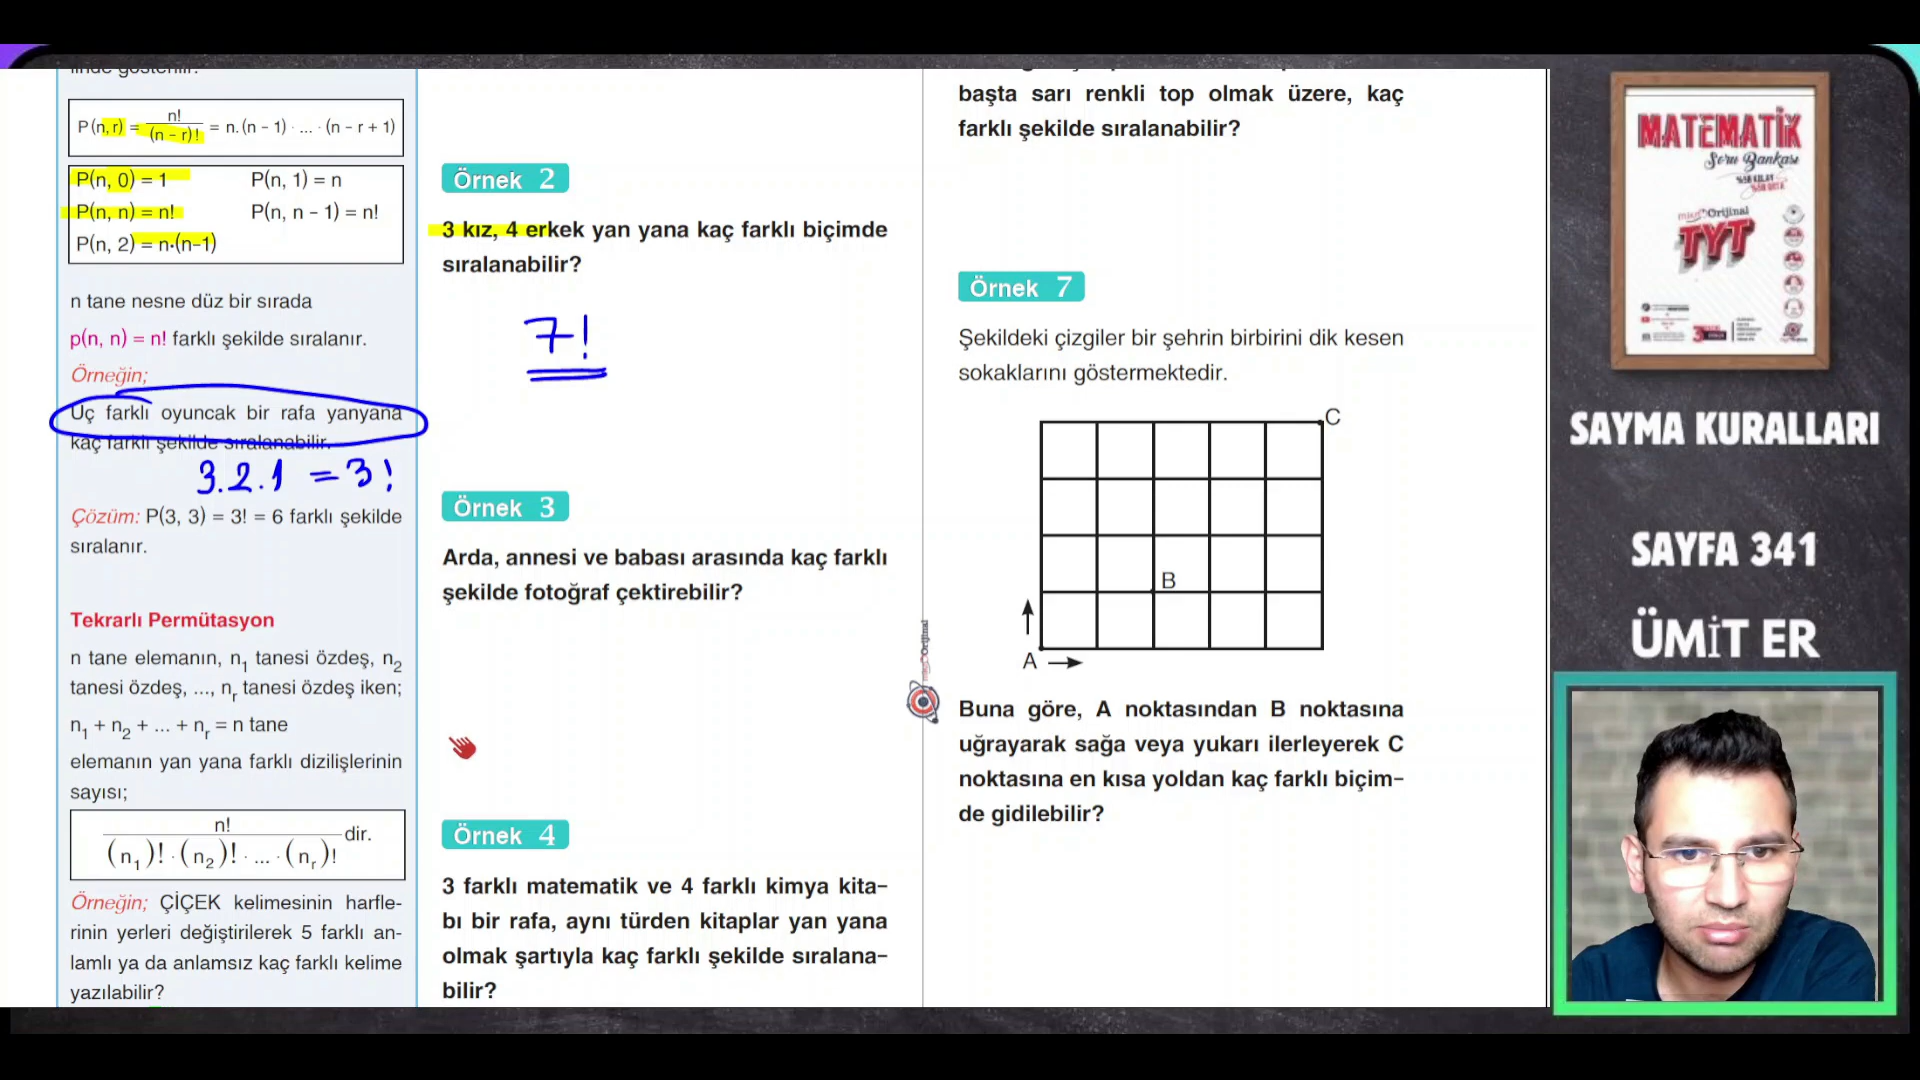 P(n,r) = n! / (n – r)! = n.(n – 1) · ... · (n – r + 1)
P(n, 0) = 1
P(n, 1) = n
P(n, n) = n!
P(n, n – 1) = n!
P(n, 2) = n·(n–1)
n tane nesne düz bir sırada
p(n, n) = n! farklı şekilde sıralanır.
Örneğin;
Üç farklı oyuncak bir rafa yanyana
kaç farklı şekilde sıralanabilir.
3.2.1 = 3!
Çözüm: P(3, 3) = 3! = 6 farklı şekilde
sıralanır.
Tekrarlı Permütasyon
n tane elemanın, n1 tanesi özdeş, n2
tanesi özdeş, ..., nr tanesi özdeş iken;
n1 + n2 + ... + nr = n tane
elemanın yan yana farklı dizilişlerinin
sayısı;
n! / (n1)! · (n2)! · ... · (nr)! dir.
Örneğin; ÇİÇEK kelimesinin harfle-
rinin yerleri değiştirilerek 5 farklı an-
lamlı ya da anlamsız kaç farklı kelime
yazılabilir?
Örnek 2
3 kız, 4 erkek yan yana kaç farklı biçimde
sıralanabilir?
7!
Örnek 3
Arda, annesi ve babası arasında kaç farklı
şekilde fotoğraf çektirebilir?
Örnek 4
3 farklı matematik ve 4 farklı kimya kita–
bı bir rafa, aynı türden kitaplar yan yana
olmak şartıyla kaç farklı şekilde sıralana–
bilir?
başta sarı renkli top olmak üzere, kaç
farklı şekilde sıralanabilir?
Örnek 7
Şekildeki çizgiler bir şehrin birbirini dik kesen
sokaklarını göstermektedir.
C
B
A
Buna göre, A noktasından B noktasına
uğrayarak sağa veya yukarı ilerleyerek C
noktasına en kısa yoldan kaç farklı biçim–
de gidilebilir?
MATEMATİK
Soru Bankası
Orijinal
TYT
SAYMA KURALLARI
SAYFA 341
ÜMİT ER